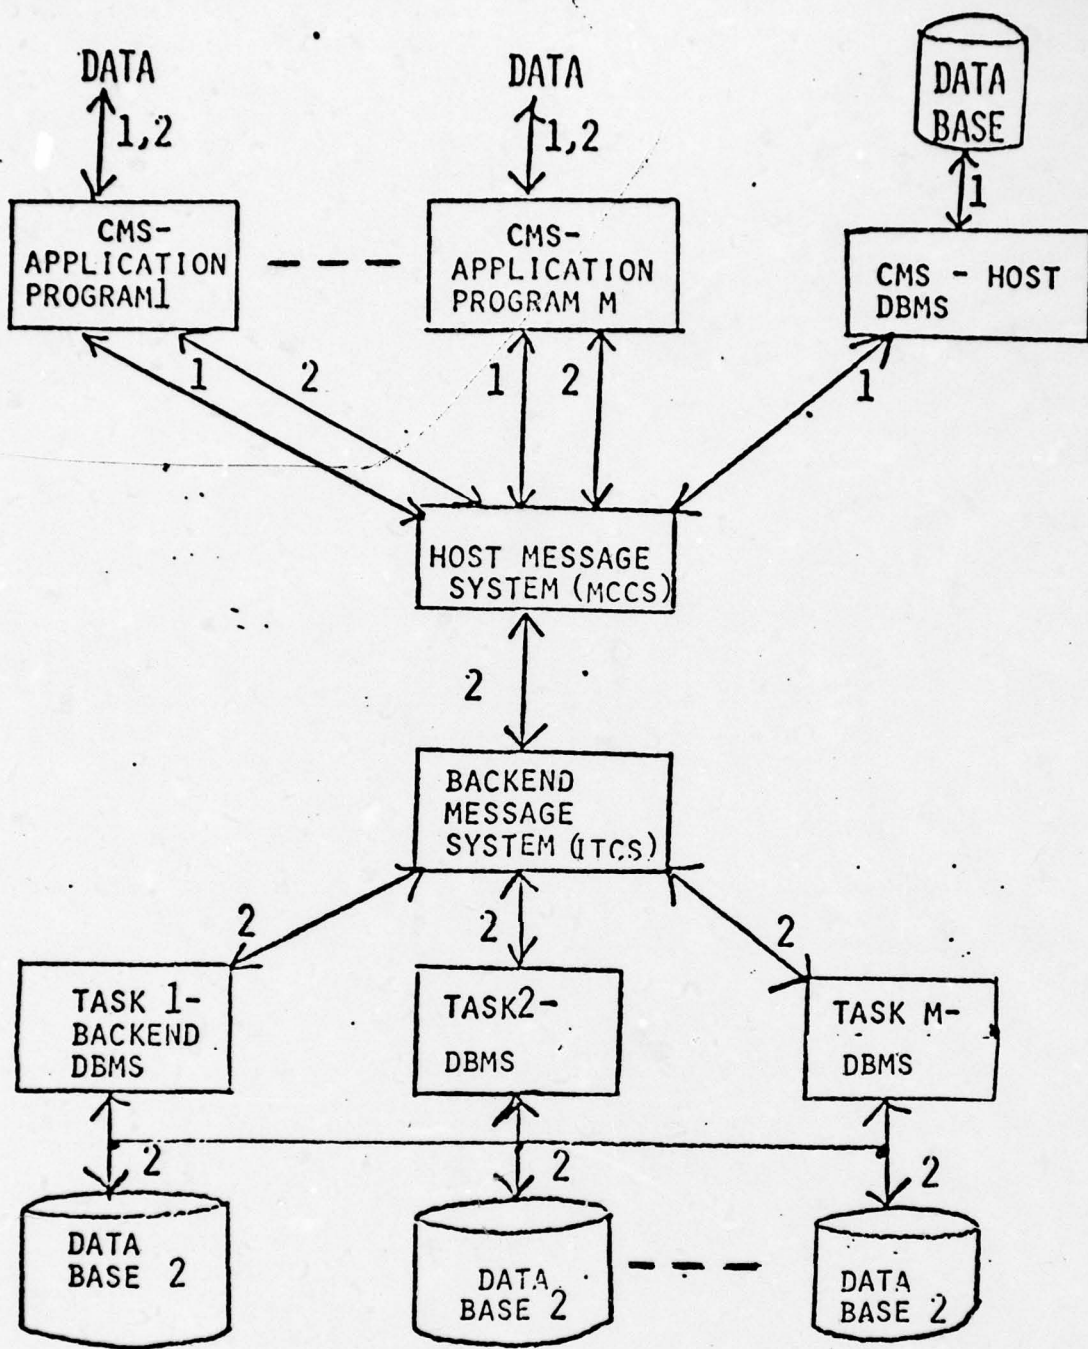 DATA
1,2
DATA
1,2
DATA
BASE
1
CMS-
APPLICATION
PROGRAM1
CMS-
APPLICATION
PROGRAM M
CMS - HOST
DBMS
1
2
1
2
1
HOST MESSAGE
SYSTEM (MCCS)
2
BACKEND
MESSAGE
SYSTEM (ITCS)
2
2
2
TASK 1-
BACKEND
DBMS
TASK2-
DBMS
TASK M-
DBMS
2
2
2
DATA
BASE 2
DATA
BASE 2
DATA
BASE 2